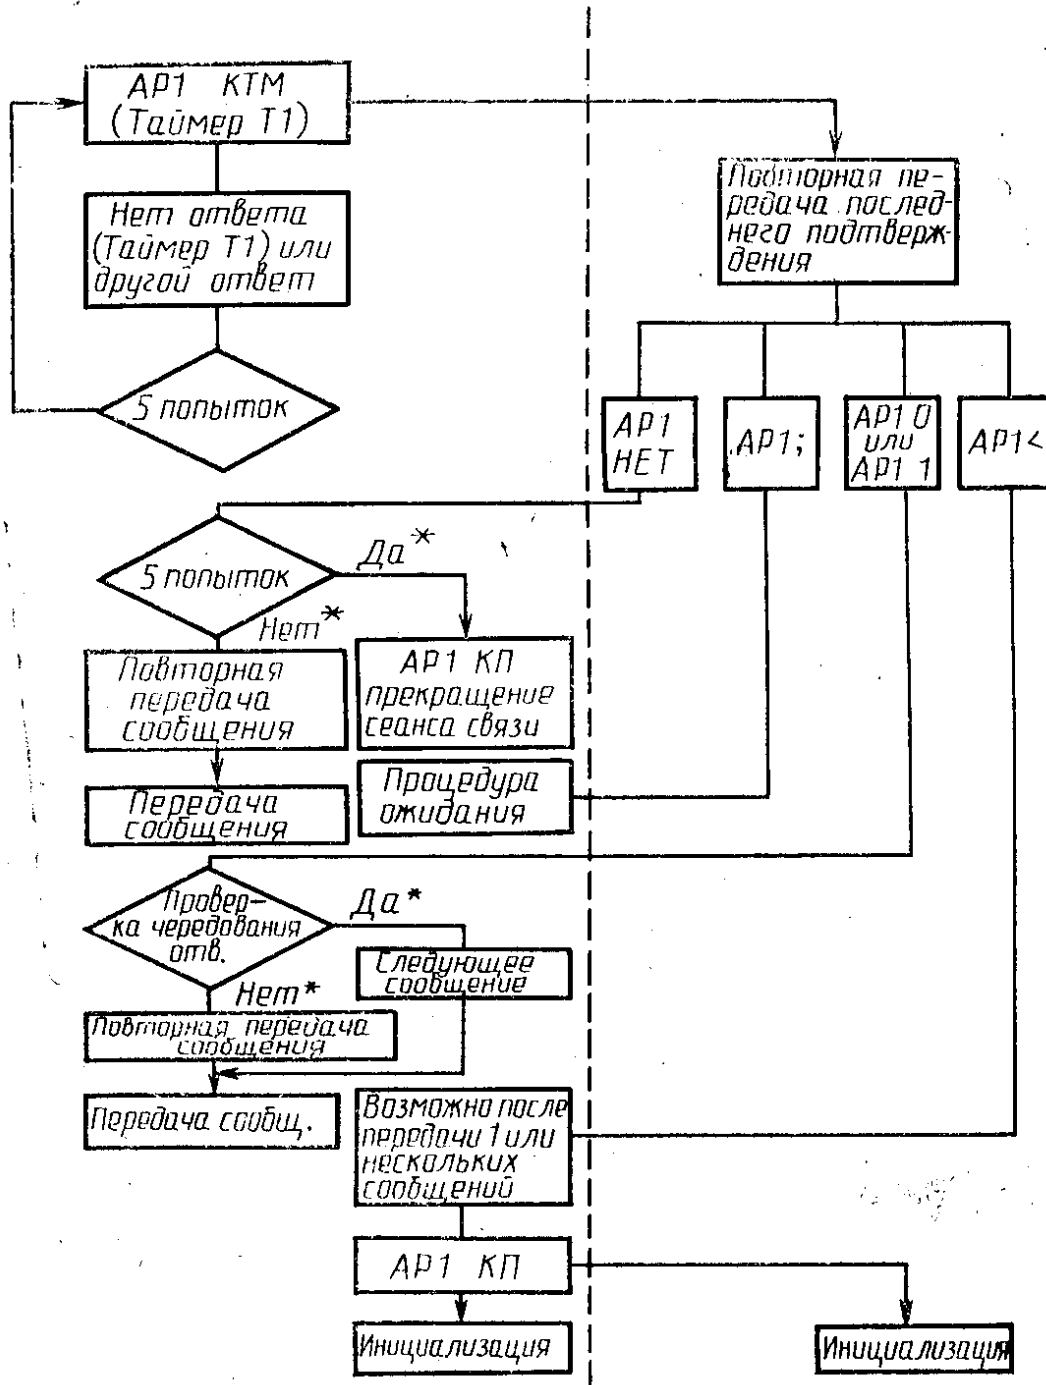 АР1 КТМ
(Таймер Т1)
Нет ответа
(Таймер Т1) или
другой ответ
5 попыток
Повторная пе-
редача послед-
него подтверж-
дения
АР1
НЕТ
АР1;
АР1 0
или
АР1 1
АР1<
5 попыток
Да*
Нет*
Повторная
передача
сообщения
АР1 КП
прекращение
сеанса связи
Передача
сообщения
Процедура
ожидания
Провер-
ка чередования
отв.
Да*
Нет*
Следующее
сообщение
Повторная передача
сообщения
Передача сообщ.
Возможно после
передачи 1 или
нескольких
сообщений
АР1 КП
Инициализация
Инициализация